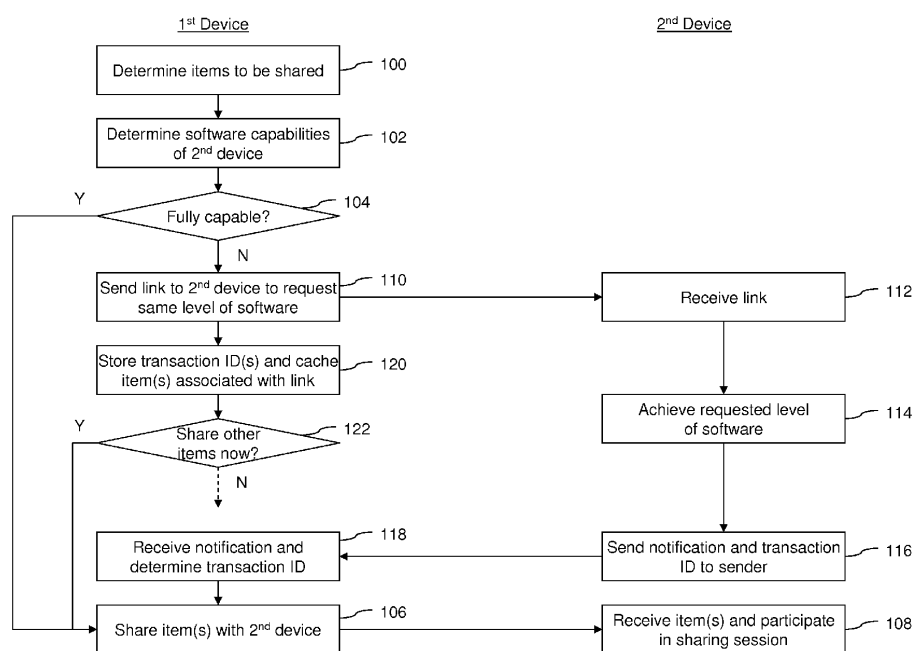 1st Device
2nd Device
Determine items to be shared
100
Determine software capabilities
of 2nd device
102
Y
Fully capable?
104
N
Send link to 2nd device to request
same level of software
110
Receive link
112
Store transaction ID(s) and cache
item(s) associated with link
120
Y
Share other
items now?
122
N
Achieve requested level
of software
114
Receive notification and
determine transaction ID
118
Send notification and transaction
ID to sender
116
Share item(s) with 2nd device
106
Receive item(s) and participate
in sharing session
108